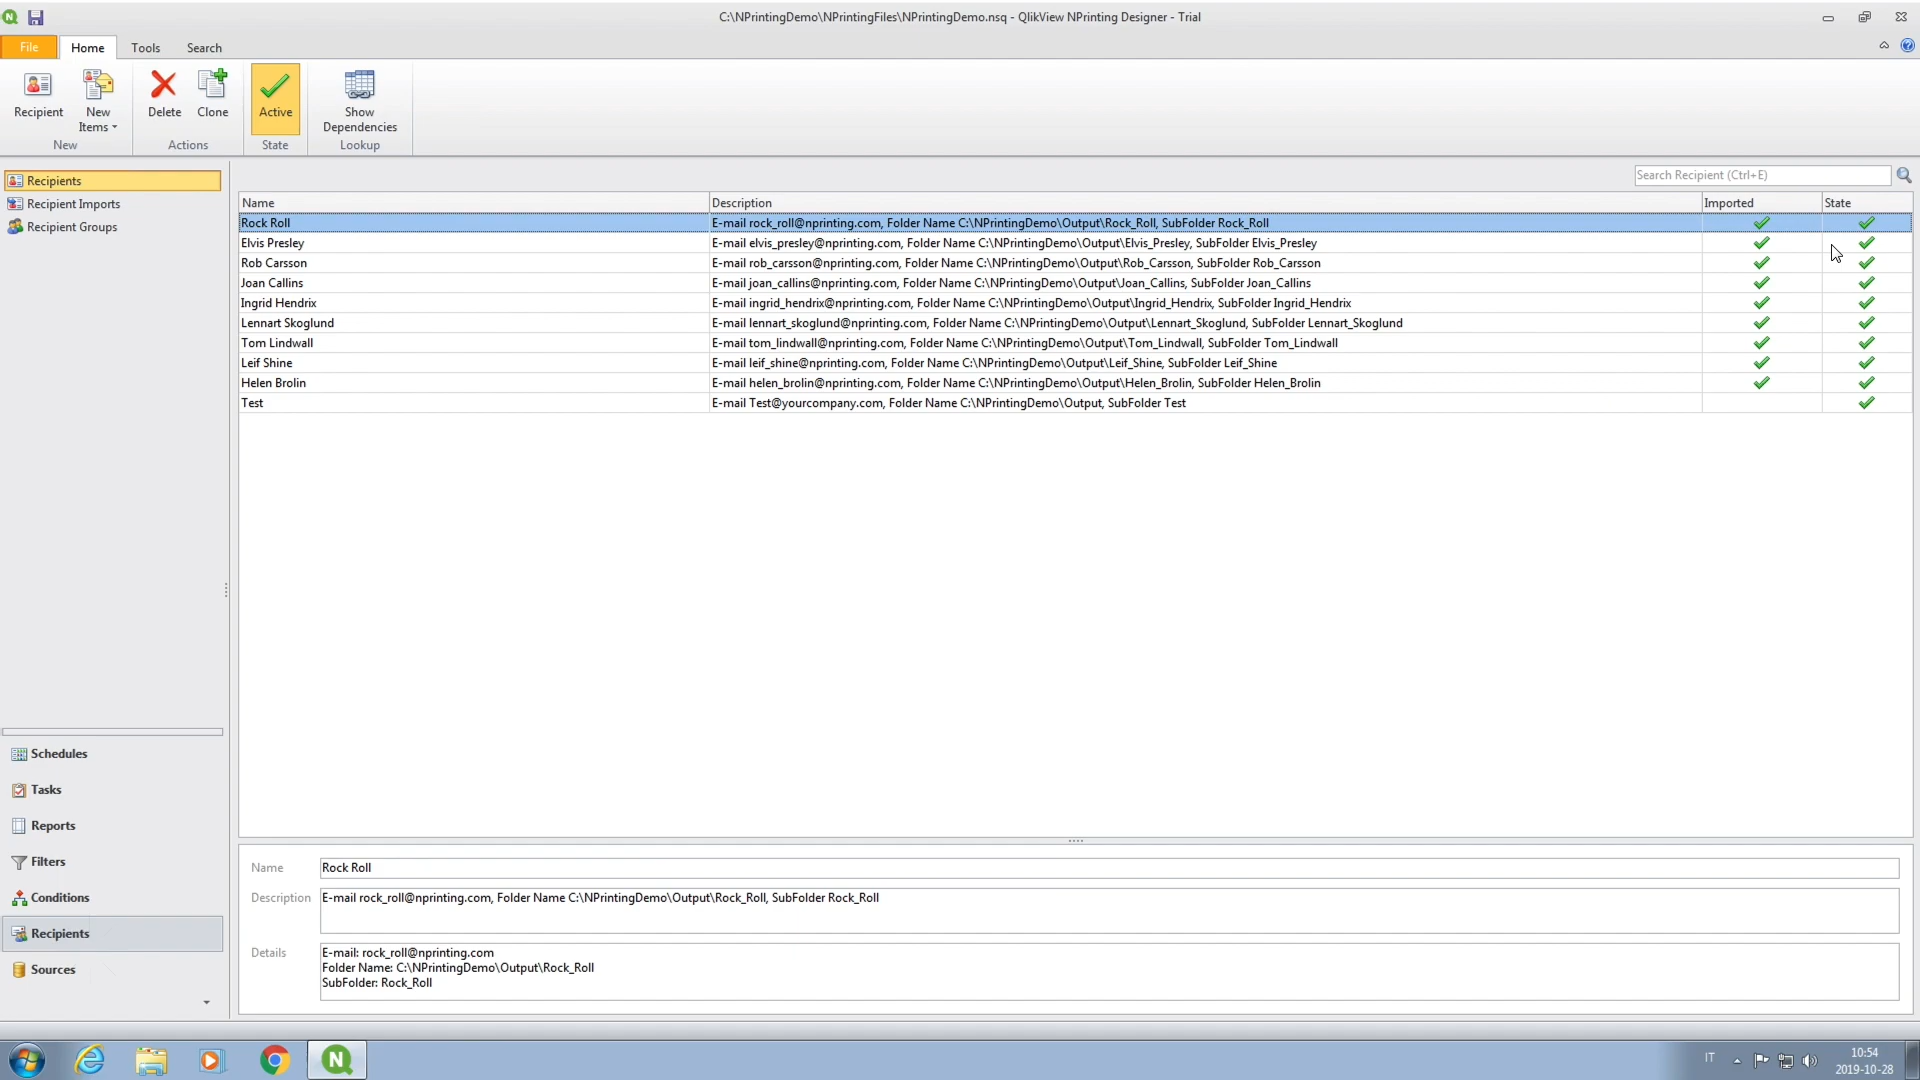 C:\NPrintingDemo\NPrintingFiles\NPrintingDemo.nsq - QlikView NPrinting Designer - Trial
File Home Tools Search
Recipient New Items Delete Clone Active Show Dependencies
New Actions State Lookup
Recipients
Recipient Imports
Recipient Groups
Search Recipient (Ctrl+E)
Name Description Imported State
Rock Roll E-mail rock_roll@nprinting.com, Folder Name C:\NPrintingDemo\Output\Rock_Roll, SubFolder Rock_Roll
Elvis Presley E-mail elvis_presley@nprinting.com, Folder Name C:\NPrintingDemo\Output\Elvis_Presley, SubFolder Elvis_Presley
Rob Carsson E-mail rob_carsson@nprinting.com, Folder Name C:\NPrintingDemo\Output\Rob_Carsson, SubFolder Rob_Carsson
Joan Callins E-mail joan_callins@nprinting.com, Folder Name C:\NPrintingDemo\Output\Joan_Callins, SubFolder Joan_Callins
Ingrid Hendrix E-mail ingrid_hendrix@nprinting.com, Folder Name C:\NPrintingDemo\Output\Ingrid_Hendrix, SubFolder Ingrid_Hendrix
Lennart Skoglund E-mail lennart_skoglund@nprinting.com, Folder Name C:\NPrintingDemo\Output\Lennart_Skoglund, SubFolder Lennart_Skoglund
Tom Lindwall E-mail tom_lindwall@nprinting.com, Folder Name C:\NPrintingDemo\Output\Tom_Lindwall, SubFolder Tom_Lindwall
Leif Shine E-mail leif_shine@nprinting.com, Folder Name C:\NPrintingDemo\Output\Leif_Shine, SubFolder Leif_Shine
Helen Brolin E-mail helen_brolin@nprinting.com, Folder Name C:\NPrintingDemo\Output\Helen_Brolin, SubFolder Helen_Brolin
Test E-mail Test@yourcompany.com, Folder Name C:\NPrintingDemo\Output, SubFolder Test
Schedules
Tasks
Reports
Filters
Conditions
Recipients
Sources
Name Rock Roll
Description E-mail rock_roll@nprinting.com, Folder Name C:\NPrintingDemo\Output\Rock_Roll, SubFolder Rock_Roll
Details E-mail: rock_roll@nprinting.com
Folder Name: C:\NPrintingDemo\Output\Rock_Roll
SubFolder: Rock_Roll
IT 10:54
2019-10-28